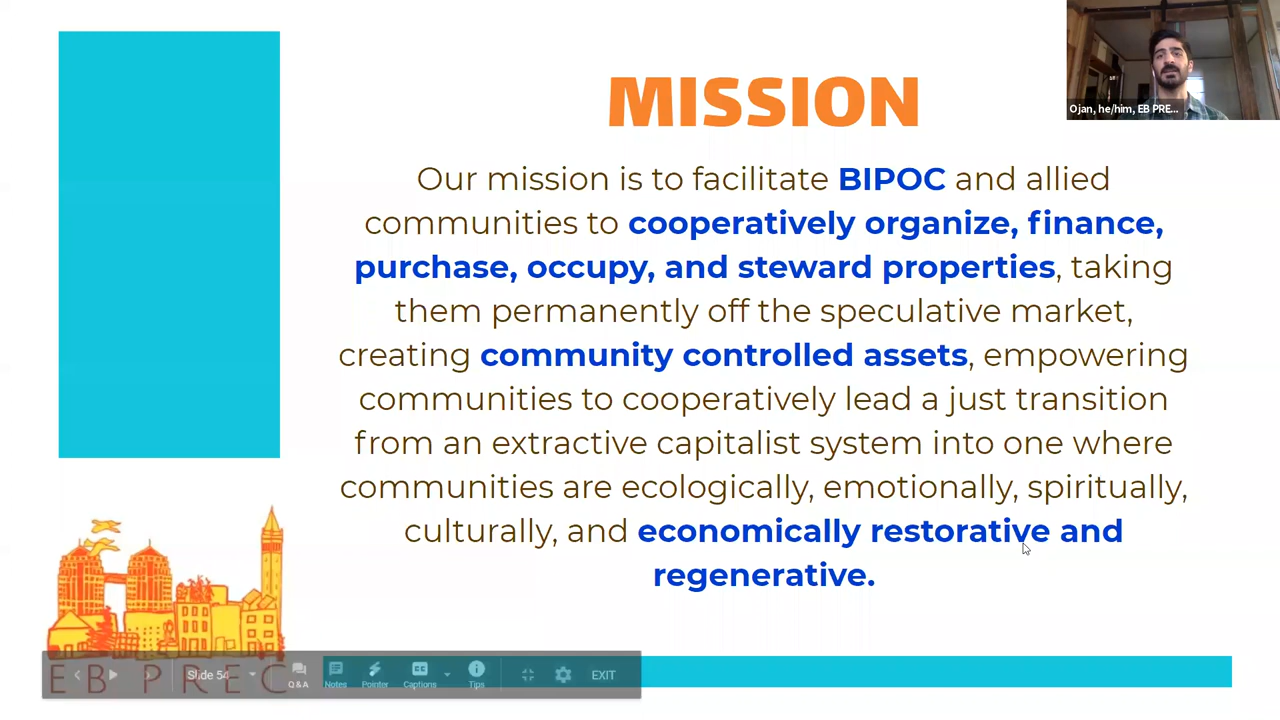 MISSION
Ojan, he/him, EB PRE...
Our mission is to facilitate BIPOC and allied
communities to cooperatively organize, finance,
purchase, occupy, and steward properties, taking
them permanently off the speculative market,
creating community controlled assets, empowering
communities to cooperatively lead a just transition
from an extractive capitalist system into one where
communities are ecologically, emotionally, spiritually,
culturally, and economically restorative and
regenerative.
EB PREC
Slide 54
Q&A
Notes
Pointer
CC
Captions
Tips
EXIT